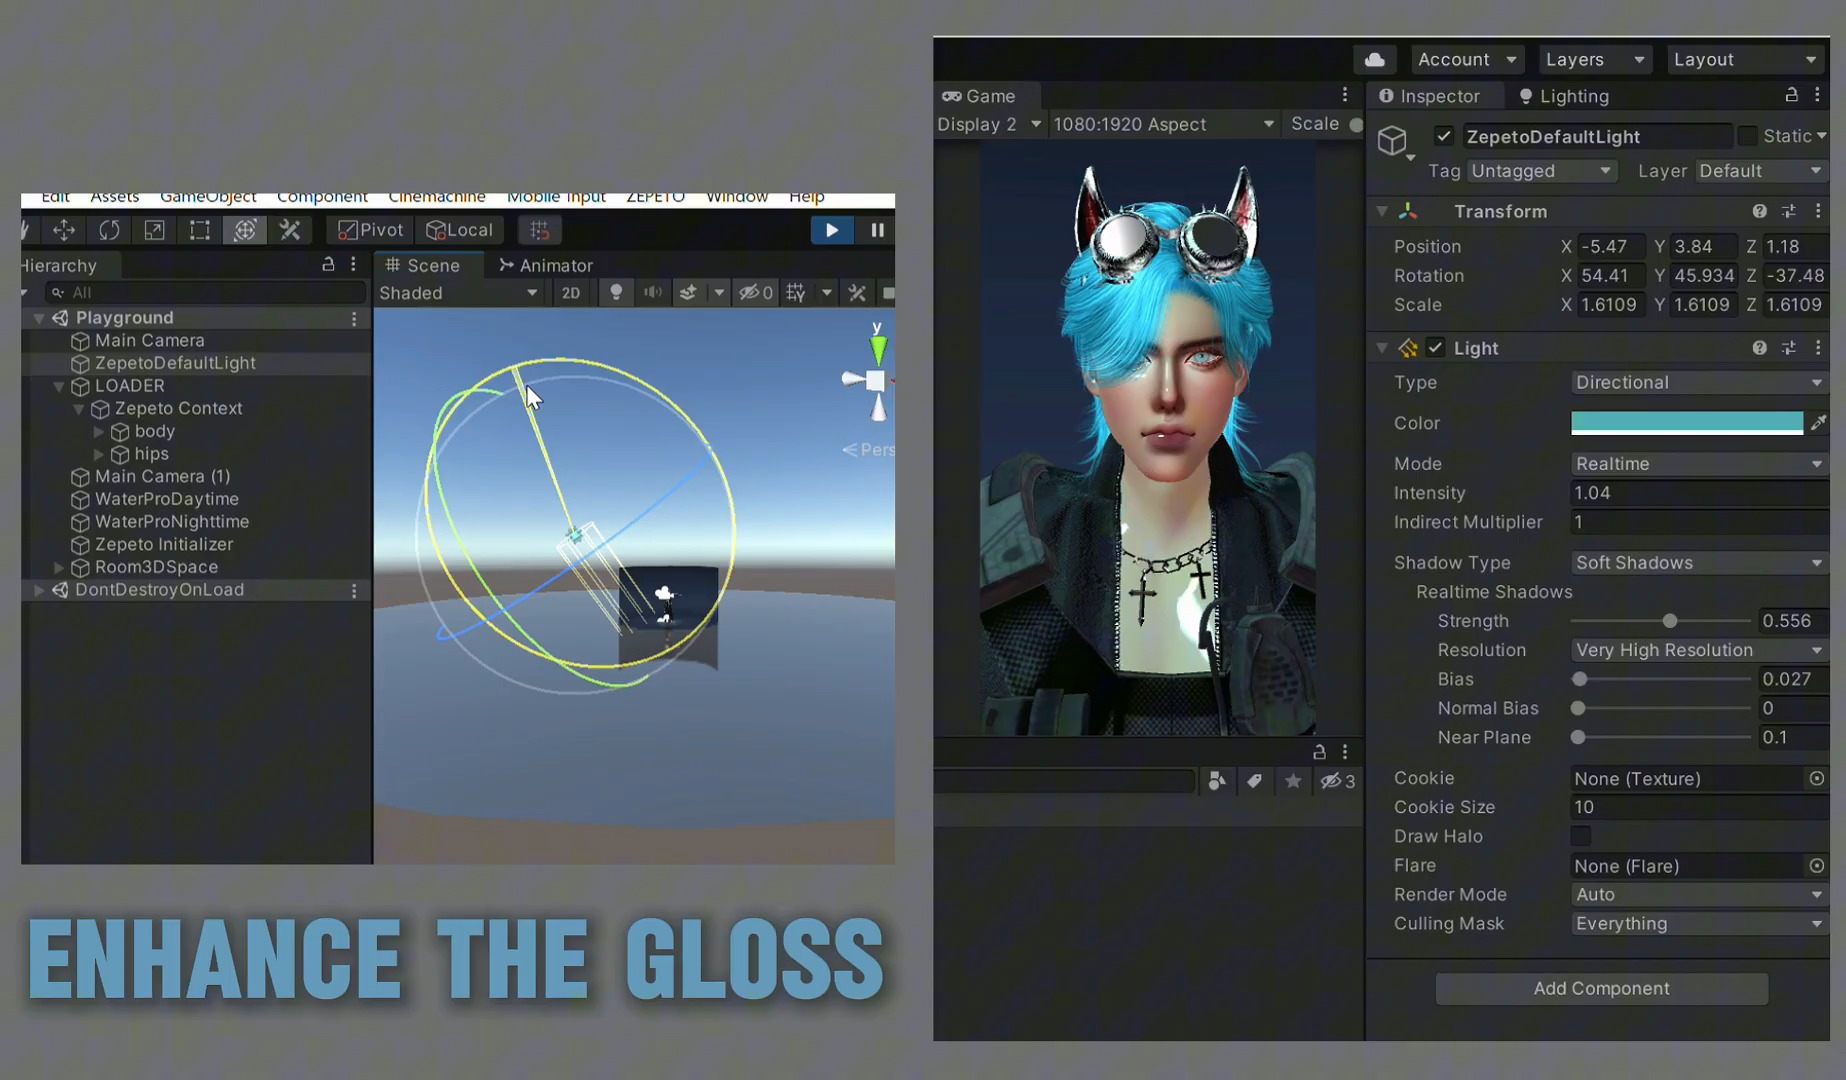 Edit Assets GameObject Component Cinemachine Mobile Input ZEPETO Window Help
Pivot Local
Hierarchy
All
Playground
Main Camera
ZepetoDefaultLight
LOADER
Zepeto Context
body
hips
Main Camera (1)
WaterProDaytime
WaterProNighttime
Zepeto Initializer
Room3DSpace
DontDestroyOnLoad
Scene Animator
Shaded 2D 0
y
Pers
ENHANCE THE GLOSS
Account Layers Layout
Game
Display 2 1080:1920 Aspect Scale
3
Inspector Lighting
ZepetoDefaultLight Static
Tag Untagged Layer Default
Transform
Position X -5.47 Y 3.84 Z 1.18
Rotation X 54.41 Y 45.934 Z -37.48
Scale X 1.6109 Y 1.6109 Z 1.6109
Light
Type Directional
Color
Mode Realtime
Intensity 1.04
Indirect Multiplier 1
Shadow Type Soft Shadows
Realtime Shadows
Strength 0.556
Resolution Very High Resolution
Bias 0.027
Normal Bias 0
Near Plane 0.1
Cookie None (Texture)
Cookie Size 10
Draw Halo
Flare None (Flare)
Render Mode Auto
Culling Mask Everything
Add Component